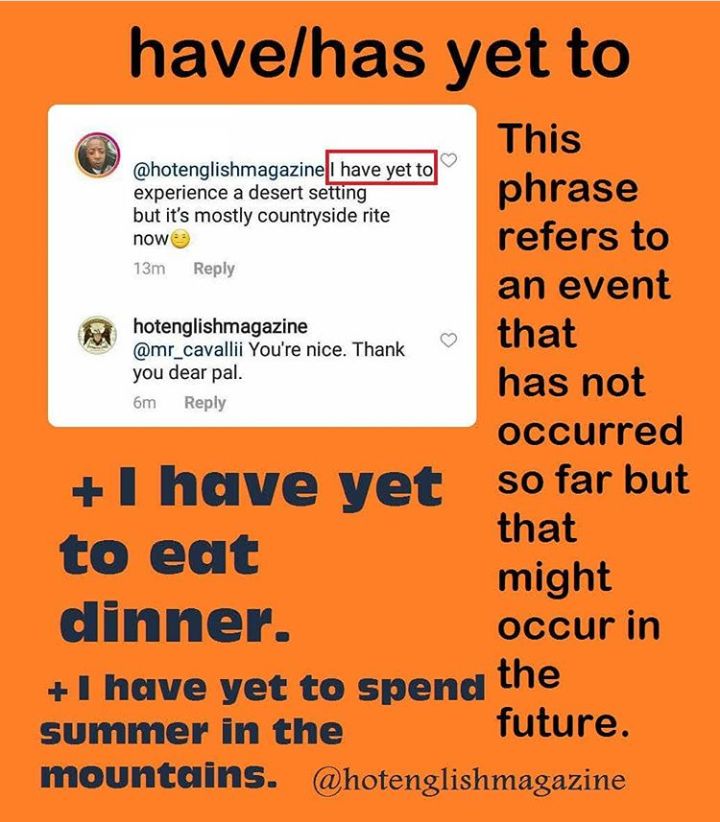 have/has yet to
@hotenglishmagazine I have yet to
experience a desert setting
but it's mostly countryside rite
now😏
13m Reply
hotenglishmagazine
@mr_cavallii You're nice. Thank
you dear pal.
6m Reply
This
phrase
refers to
an event
that
has not
occurred
so far but
that
might
occur in
the
future.
+ I have yet
to eat
dinner.
+ I have yet to spend
summer in the
mountains.
@hotenglishmagazine